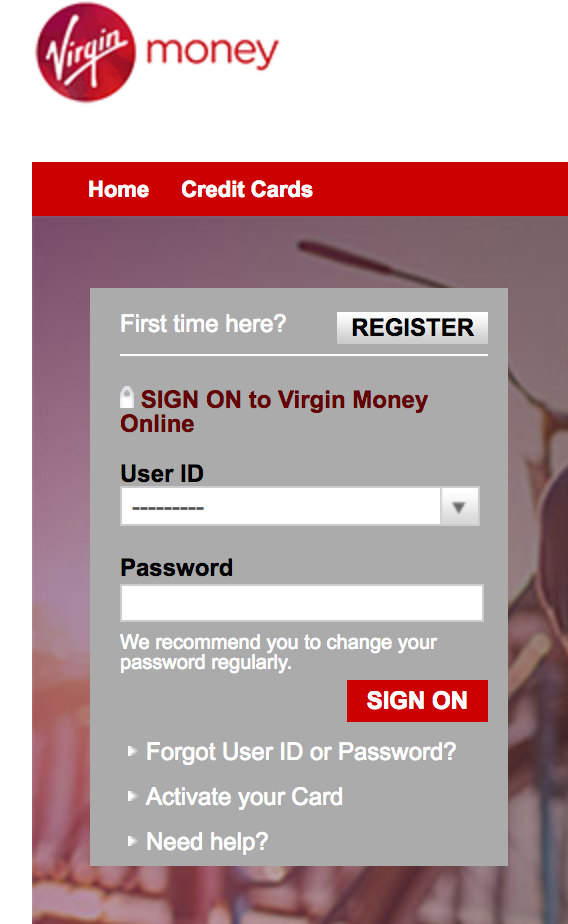 Virgin money
Home Credit Cards
First time here? REGISTER
SIGN ON to Virgin Money
Online
User ID
---------
Password
We recommend you to change your
password regularly.
SIGN ON
Forgot User ID or Password?
Activate your Card
Need help?